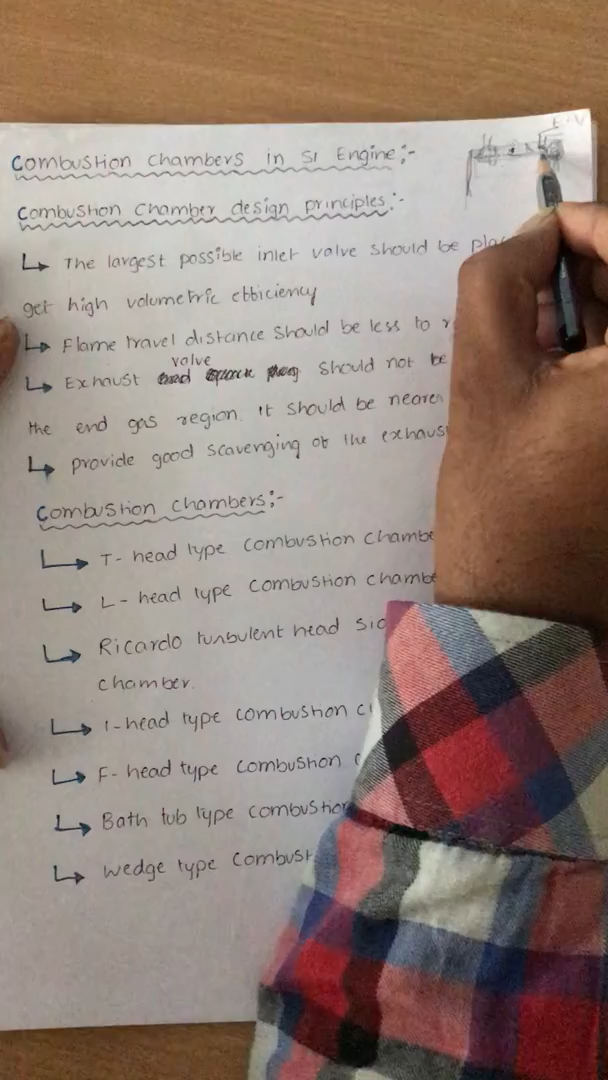 Combustion chambers in SI Engine:-
E.V
Combustion chamber design principles:-
The largest possible inlet valve should be
get high volumetric efficiency
Flame travel distance should be less to
valve
Exhaust should not be
the end gas region. it should be nearer
provide good scavenging of the exhaus
Combustion chambers:-
T- head type combustion chambe
L- head type combustion chambe
Ricardo turbulent head sid
chamber.
I-head type combustion c
F- head type combustion c
Bath tub type combustion
wedge type combust